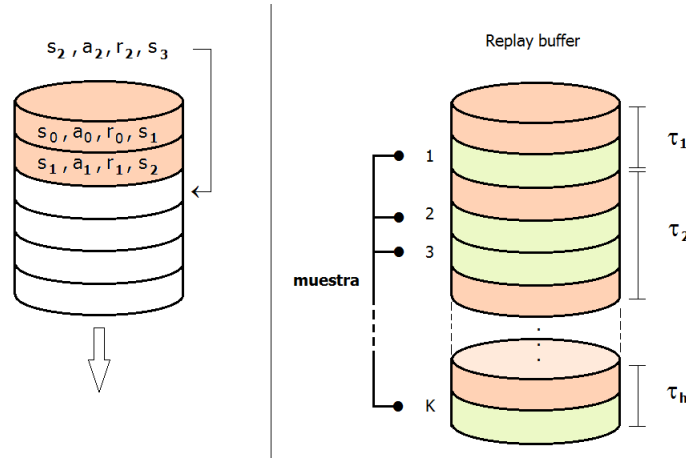 s₂ , a₂ , r₂ , s₃
s₀ , a₀ , r₀ , s₁
s₁ , a₁ , r₁ , s₂
Replay buffer
τ₁
1
τ₂
2
3
muestra
τₕ
K